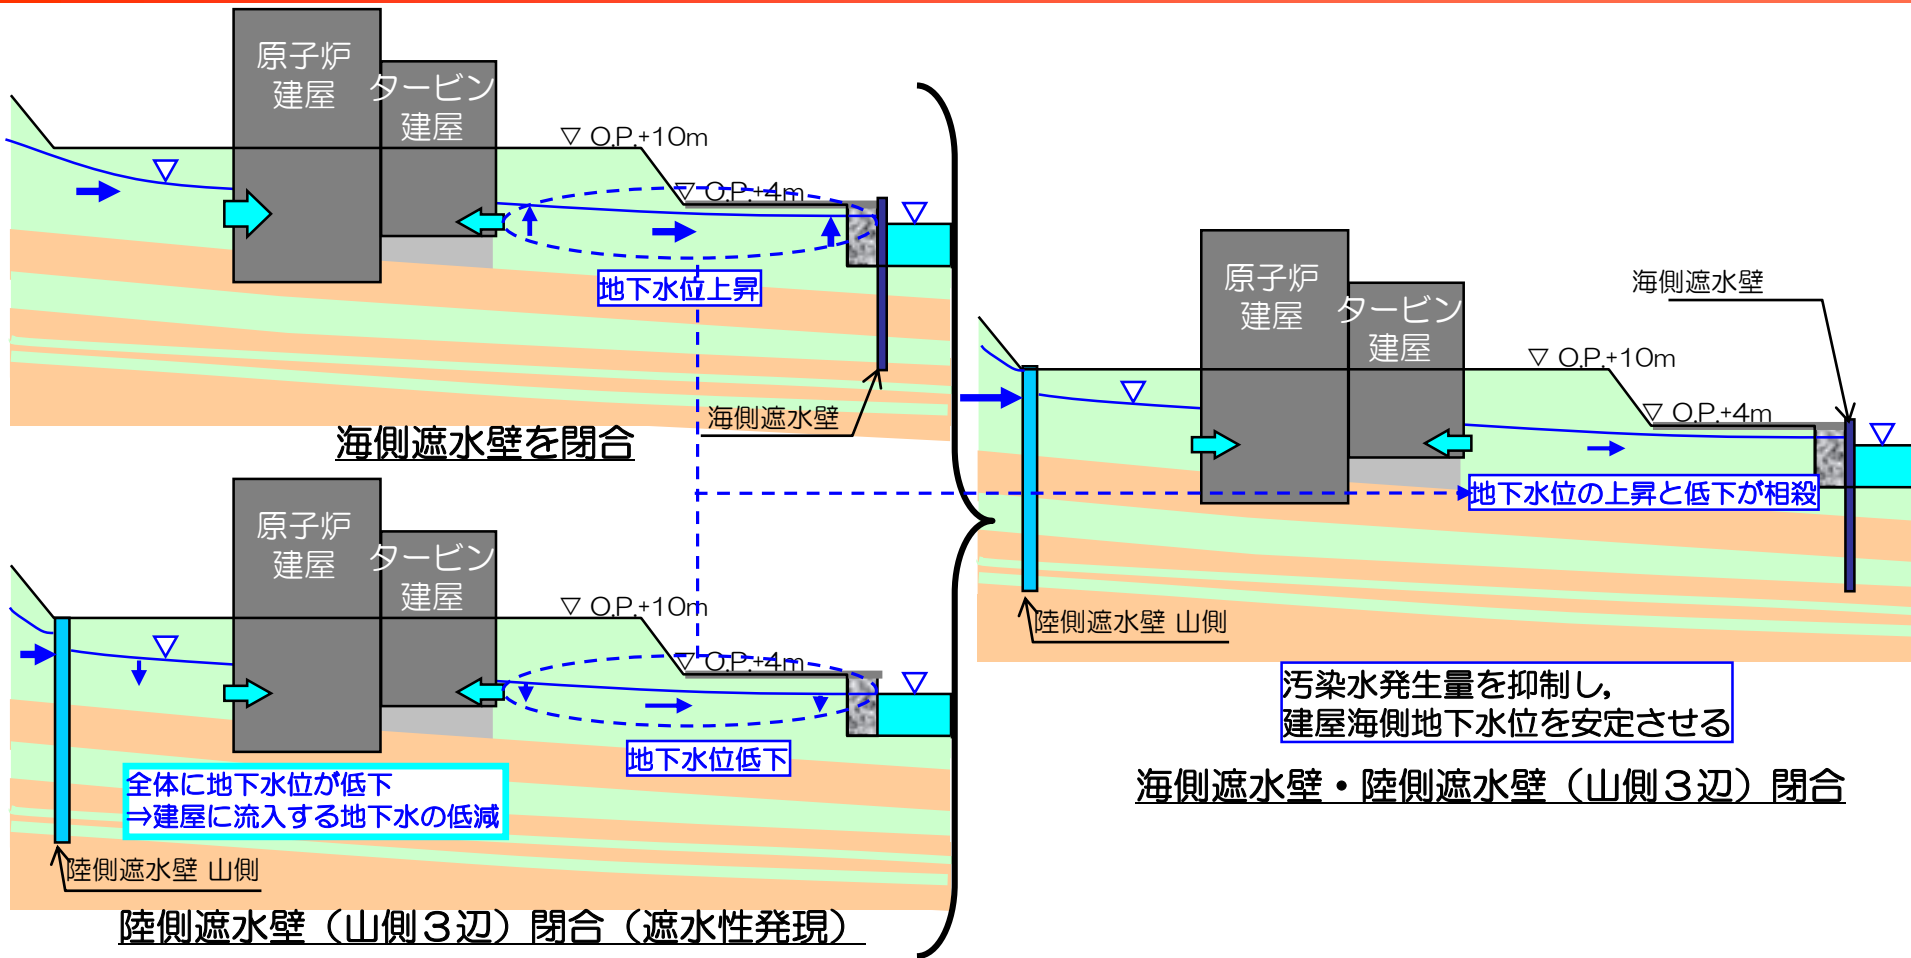 原子炉
建屋
タービン
建屋
▽ O.P.+10m
▽ O.P.+4m
地下水位上昇
海側遮水壁
海側遮水壁を閉合
原子炉
建屋
タービン
建屋
▽ O.P.+10m
▽ O.P.+4m
地下水位低下
全体に地下水位が低下
⇒建屋に流入する地下水の低減
陸側遮水壁 山側
陸側遮水壁（山側３辺）閉合（遮水性発現）
原子炉
建屋
タービン
建屋
海側遮水壁
▽ O.P.+10m
▽ O.P.+4m
地下水位の上昇と低下が相殺
陸側遮水壁 山側
汚染水発生量を抑制し，
建屋海側地下水位を安定させる
海側遮水壁・陸側遮水壁（山側３辺）閉合